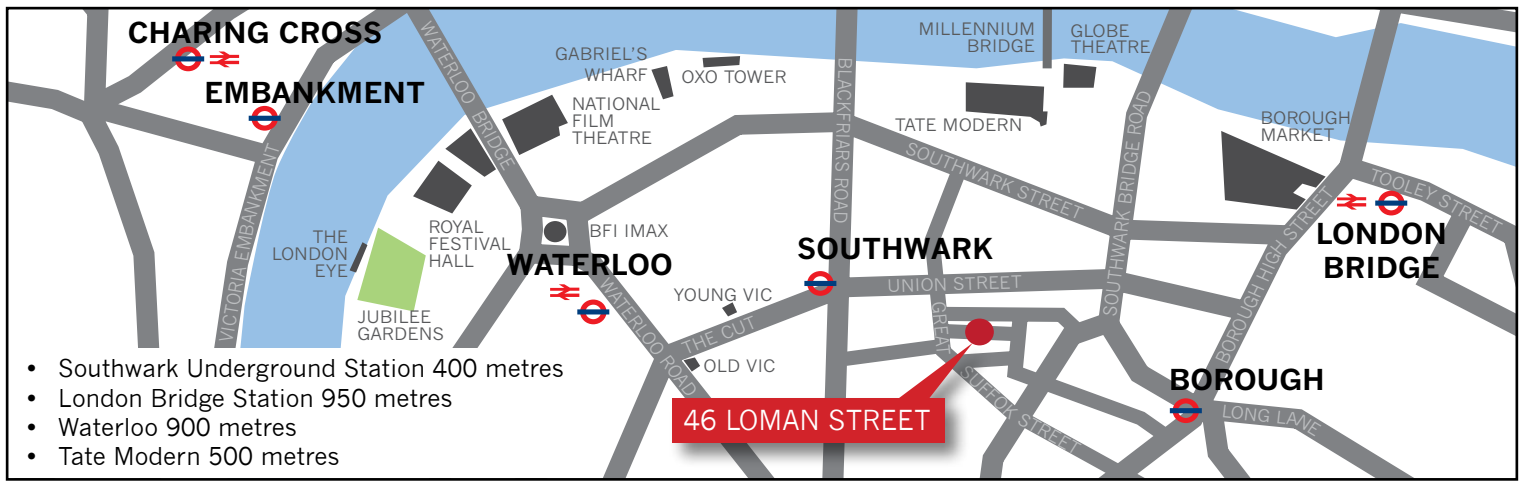 CHARING CROSS
EMBANKMENT
VICTORIA EMBANKMENT
WATERLOO BRIDGE
GABRIEL'S
WHARF
OXO TOWER
NATIONAL
FILM
THEATRE
BLACKFRIARS ROAD
MILLENNIUM
BRIDGE
GLOBE
THEATRE
TATE MODERN
SOUTHWARK STREET
SOUTHWARK BRIDGE ROAD
BOROUGH
MARKET
TOOLEY STREET
LONDON
BRIDGE
BOROUGH HIGH STREET
THE
LONDON
EYE
ROYAL
FESTIVAL
HALL
BFI IMAX
WATERLOO
JUBILEE
GARDENS
WATERLOO ROAD
YOUNG VIC
THE CUT
OLD VIC
SOUTHWARK
UNION STREET
GREAT
SUFFOK STREET
46 LOMAN STREET
BOROUGH
LONG LANE
• Southwark Underground Station 400 metres
• London Bridge Station 950 metres
• Waterloo 900 metres
• Tate Modern 500 metres